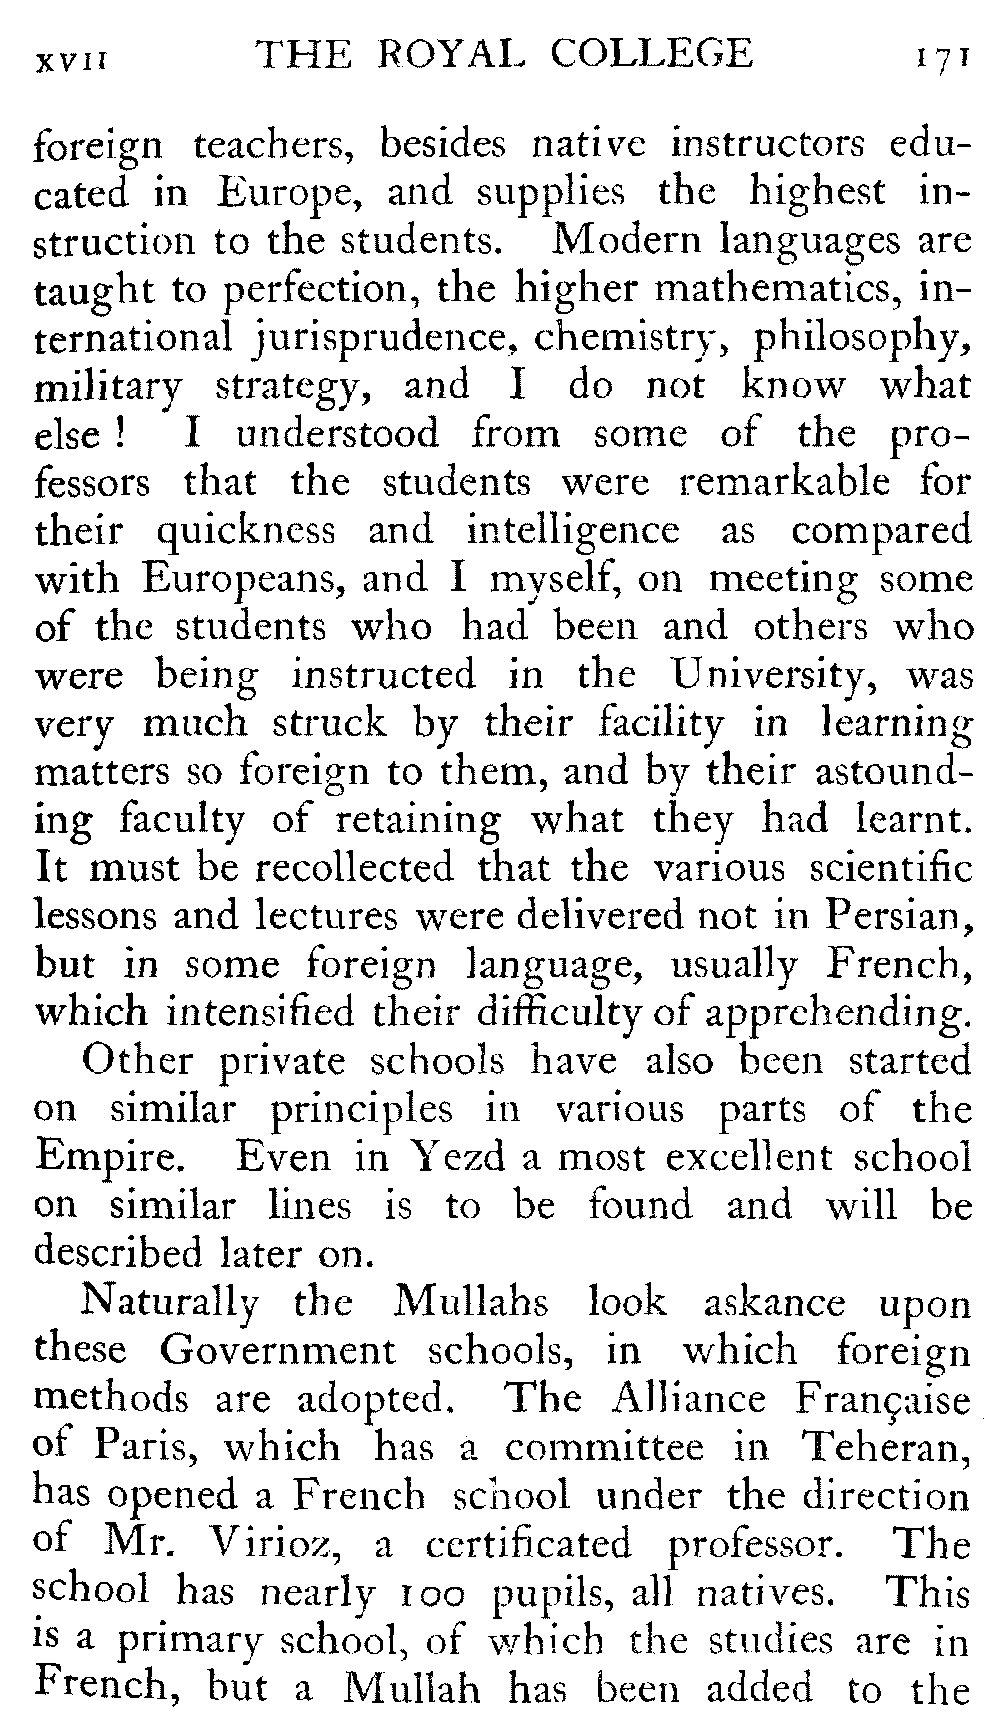 XVII THE ROYAL COLLEGE 171
foreign teachers, besides native instructors edu-
cated in Europe, and supplies the highest in-
struction to the students. Modern languages are
taught to perfection, the higher mathematics, in-
ternational jurisprudence, chemistry, philosophy,
military strategy, and I do not know what
else ! I understood from some of the pro-
fessors that the students were remarkable for
their quickness and intelligence as compared
with Europeans, and I myself, on meeting some
of the students who had been and others who
were being instructed in the University, was
very much struck by their facility in learning
matters so foreign to them, and by their astound-
ing faculty of retaining what they had learnt.
It must be recollected that the various scientific
lessons and lectures were delivered not in Persian,
but in some foreign language, usually French,
which intensified their difficulty of apprehending.
Other private schools have also been started
on similar principles in various parts of the
Empire. Even in Yezd a most excellent school
on similar lines is to be found and will be
described later on.
Naturally the Mullahs look askance upon
these Government schools, in which foreign
methods are adopted. The Alliance Française
of Paris, which has a committee in Teheran,
has opened a French school under the direction
of Mr. Virioz, a certificated professor. The
school has nearly 100 pupils, all natives. This
is a primary school, of which the studies are in
French, but a Mullah has been added to the